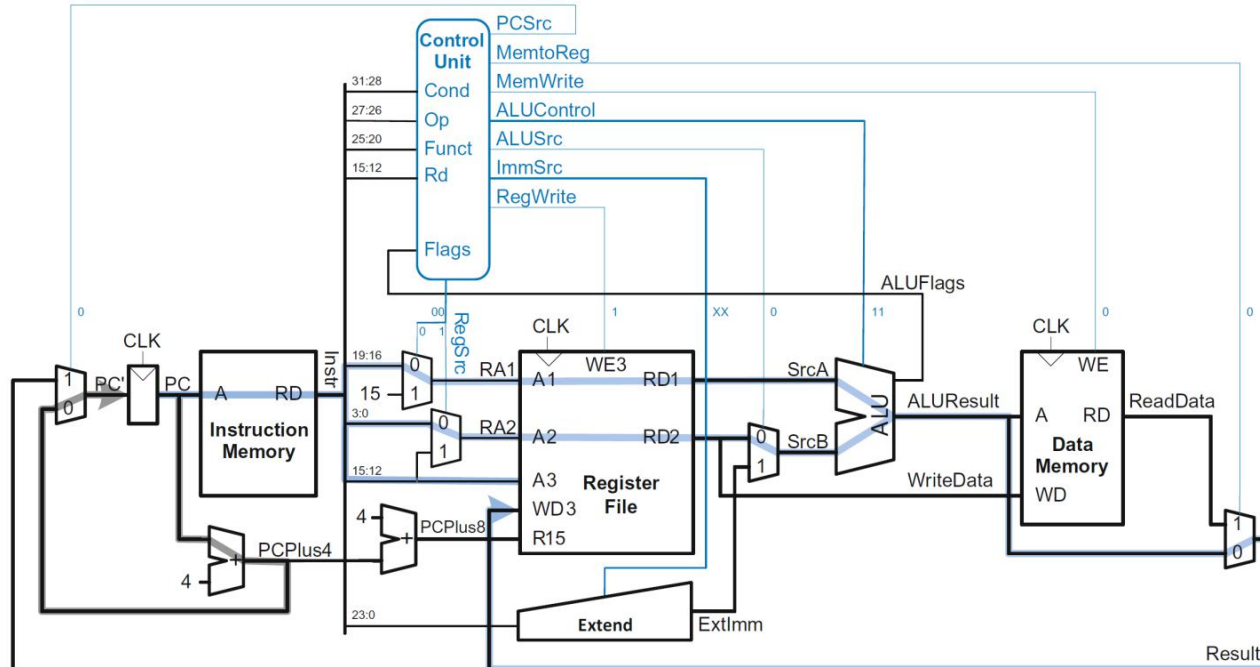 PCSrc
Control
Unit
MemtoReg
MemWrite
ALUControl
ALUSrc
ImmSrc
RegWrite
31:28
Cond
27:26
Op
25:20
Funct
15:12
Rd
Flags
ALUFlags
0
00
0 1
RegSrc
1
XX
0
11
0
0
CLK
CLK
CLK
Instr
19:16
0
1
15
RA1
A1
WE3
RD1
SrcA
WE
1
0
PC'
PC
A
RD
Instruction
Memory
3:0
0
1
RA2
A2
RD2
0
1
SrcB
ALU
ALUResult
A
RD
ReadData
Data
Memory
15:12
A3
Register
File
WD3
R15
WriteData
WD
4
+
PCPlus8
PCPlus4
+
4
1
0
23:0
Extend
ExtImm
Result